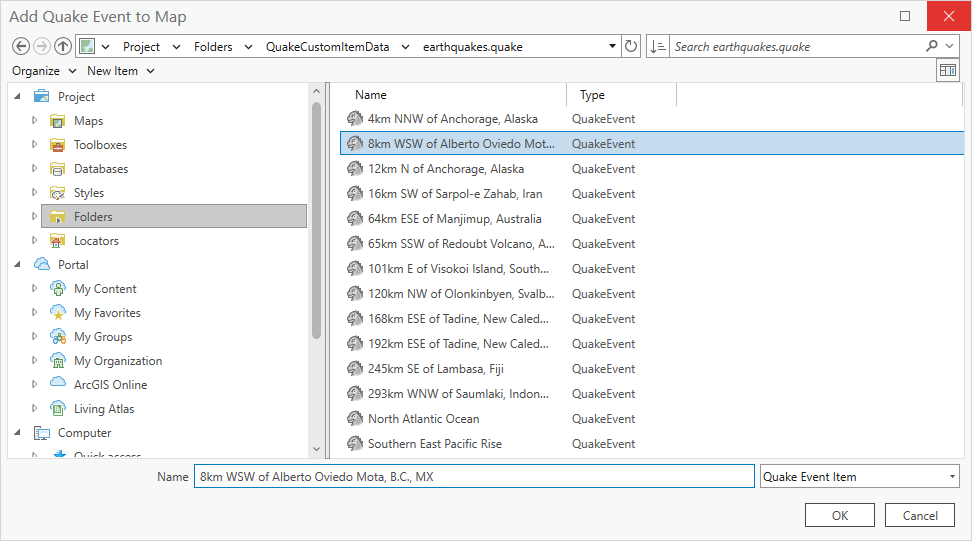 Add Quake Event to Map
Project Folders QuakeCustomItemData earthquakes.quake
Search earthquakes.quake
Organize New Item
Project
Maps
Toolboxes
Databases
Styles
Folders
Locators
Portal
My Content
My Favorites
My Groups
My Organization
ArcGIS Online
Living Atlas
Computer
Quick access
Name Type
4km NNW of Anchorage, Alaska QuakeEvent
8km WSW of Alberto Oviedo Mot... QuakeEvent
12km N of Anchorage, Alaska QuakeEvent
16km SW of Sarpol-e Zahab, Iran QuakeEvent
64km ESE of Manjimup, Australia QuakeEvent
65km SSW of Redoubt Volcano, A... QuakeEvent
101km E of Visokoi Island, South... QuakeEvent
120km NW of Olonkinbyen, Svalb... QuakeEvent
168km ESE of Tadine, New Caled... QuakeEvent
192km ESE of Tadine, New Caled... QuakeEvent
245km SE of Lambasa, Fiji QuakeEvent
293km WNW of Saumlaki, Indon... QuakeEvent
North Atlantic Ocean QuakeEvent
Southern East Pacific Rise QuakeEvent
Name 8km WSW of Alberto Oviedo Mota, B.C., MX Quake Event Item
OK Cancel